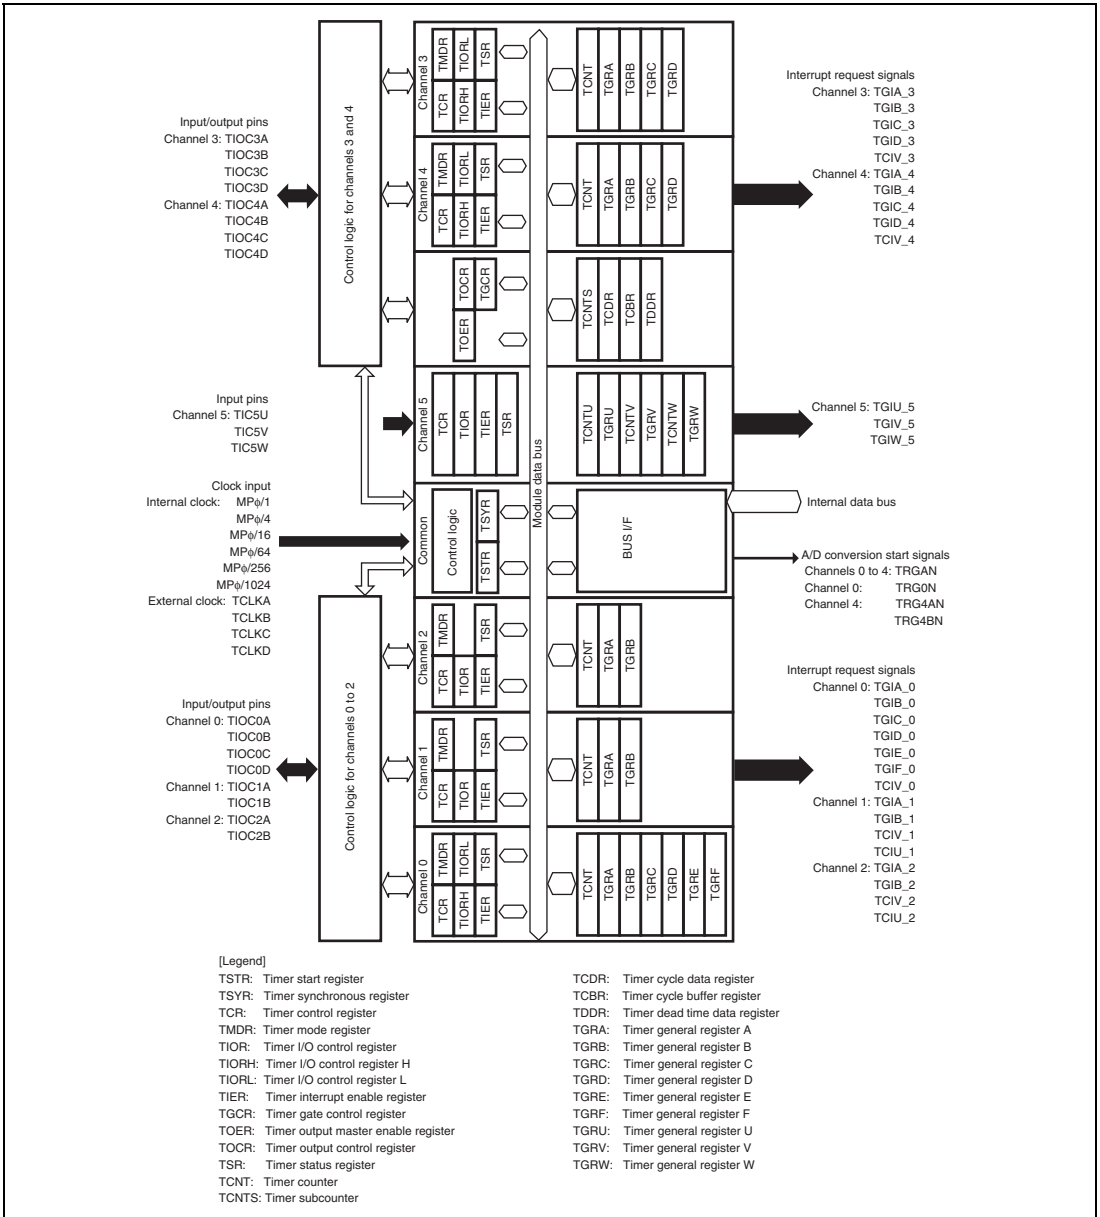 Input/output pins
Channel 3: TIOC3A
TIOC3B
TIOC3C
TIOC3D
Channel 4: TIOC4A
TIOC4B
TIOC4C
TIOC4D
Input pins
Channel 5: TIC5U
TIC5V
TIC5W
Clock input
Internal clock: MPφ/1
MPφ/4
MPφ/16
MPφ/64
MPφ/256
MPφ/1024
External clock: TCLKA
TCLKB
TCLKC
TCLKD
Input/output pins
Channel 0: TIOC0A
TIOC0B
TIOC0C
TIOC0D
Channel 1: TIOC1A
TIOC1B
Channel 2: TIOC2A
TIOC2B
Control logic for channels 3 and 4
Control logic for channels 0 to 2
Channel 3
TMDR TIORL TSR
TCR TIORH TIER
TCNT TGRA TGRB TGRC TGRD
Channel 4
TMDR TIORL TSR
TCR TIORH TIER
TCNT TGRA TGRB TGRC TGRD
TOCR TGCR
TOER
TCNTS TCDR TCBR TDDR
Channel 5
TCR TIOR TIER TSR
TCNTU TGRU TCNTV TGRV TCNTW TGRW
Common
Control logic
TSYR
TSTR
Module data bus
BUS I/F
Channel 2
TMDR TSR
TCR TIOR TIER
TCNT TGRA TGRB
Channel 1
TMDR TSR
TCR TIOR TIER
TCNT TGRA TGRB
Channel 0
TMDR TIORL TSR
TCR TIORH TIER
TCNT TGRA TGRB TGRC TGRD TGRE TGRF
Interrupt request signals
Channel 3: TGIA_3
TGIB_3
TGIC_3
TGID_3
TCIV_3
Channel 4: TGIA_4
TGIB_4
TGIC_4
TGID_4
TCIV_4
Channel 5: TGIU_5
TGIV_5
TGIW_5
Internal data bus
A/D conversion start signals
Channels 0 to 4: TRGAN
Channel 0: TRG0N
Channel 4: TRG4AN
TRG4BN
Interrupt request signals
Channel 0: TGIA_0
TGIB_0
TGIC_0
TGID_0
TGIE_0
TGIF_0
TCIV_0
Channel 1: TGIA_1
TGIB_1
TCIV_1
TCIU_1
Channel 2: TGIA_2
TGIB_2
TCIV_2
TCIU_2
[Legend]
TSTR: Timer start register
TSYR: Timer synchronous register
TCR: Timer control register
TMDR: Timer mode register
TIOR: Timer I/O control register
TIORH: Timer I/O control register H
TIORL: Timer I/O control register L
TIER: Timer interrupt enable register
TGCR: Timer gate control register
TOER: Timer output master enable register
TOCR: Timer output control register
TSR: Timer status register
TCNT: Timer counter
TCNTS: Timer subcounter
TCDR: Timer cycle data register
TCBR: Timer cycle buffer register
TDDR: Timer dead time data register
TGRA: Timer general register A
TGRB: Timer general register B
TGRC: Timer general register C
TGRD: Timer general register D
TGRE: Timer general register E
TGRF: Timer general register F
TGRU: Timer general register U
TGRV: Timer general register V
TGRW: Timer general register W